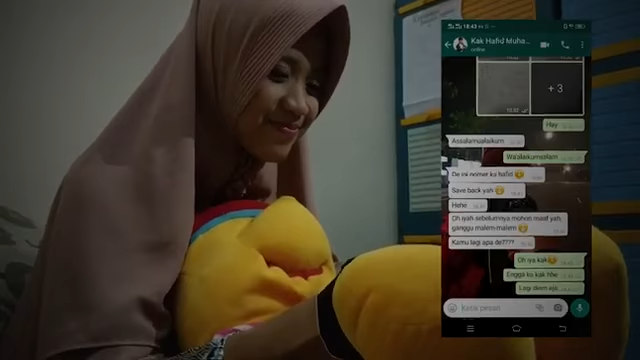 18:43
Kak Hafid Muha...
online
+ 3
Hay
Assalamualaikum
Wa'alaikumsalam
De ini nomer ka hafid 😊
Save back yah 😊
Hehe
Oh iyah sebelumnya mohon maaf yah
ganggu malem-malem 😊
Kamu lagi apa de????
Oh iya kak😊
Engga ko kak hhe
Lagi diem aja
Ketik pesan